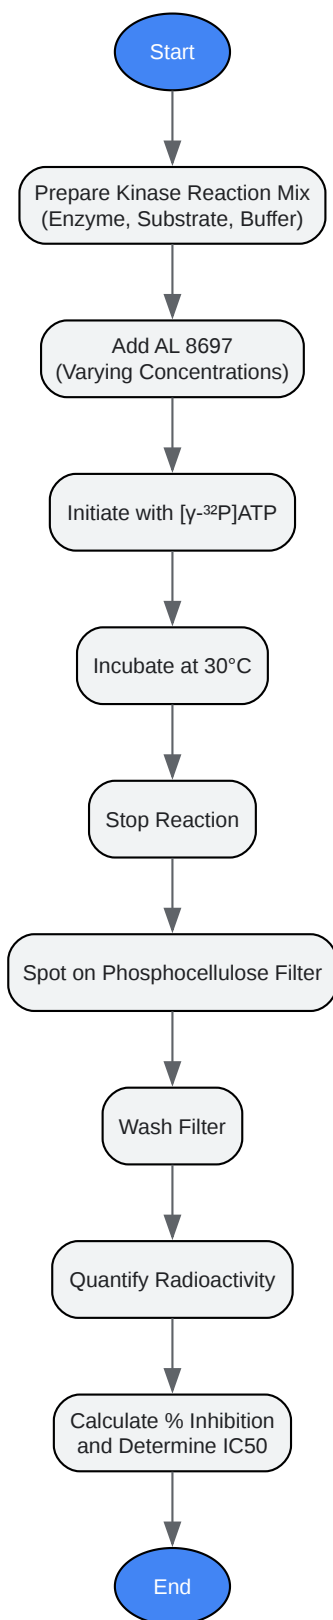 Start
Prepare Kinase Reaction Mix
(Enzyme, Substrate, Buffer)
Add AL 8697
(Varying Concentrations)
Initiate with [γ-³²P]ATP
Incubate at 30°C
Stop Reaction
Spot on Phosphocellulose Filter
Wash Filter
Quantify Radioactivity
Calculate % Inhibition
and Determine IC50
End